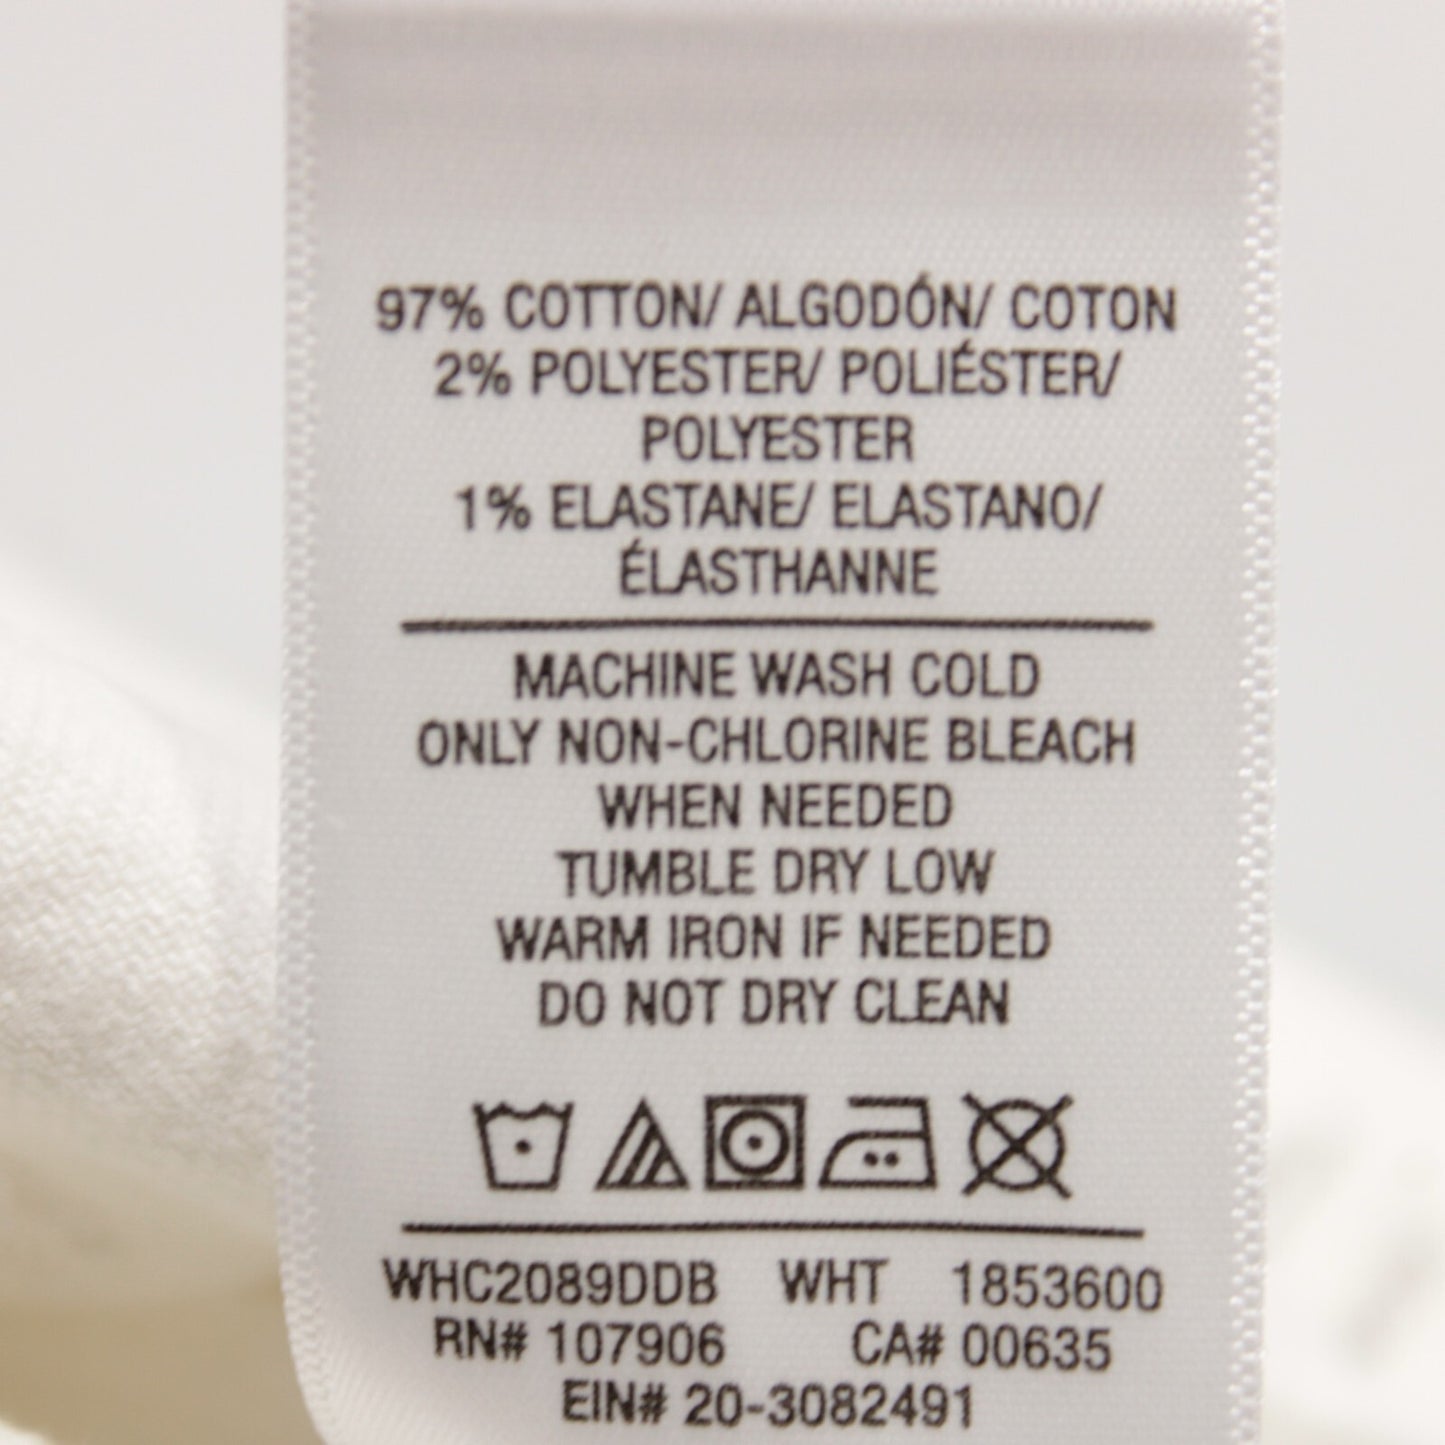 97% COTTON/ ALGODÓN/ COTON
2% POLYESTER/ POLIÉSTER/
POLYESTER
1% ELASTANE/ ELASTANO/
ÉLASTHANNE
MACHINE WASH COLD
ONLY NON-CHLORINE BLEACH
WHEN NEEDED
TUMBLE DRY LOW
WARM IRON IF NEEDED
DO NOT DRY CLEAN
WHC2089DDB WHT 1853600
RN# 107906 CA# 00635
EIN# 20-3082491